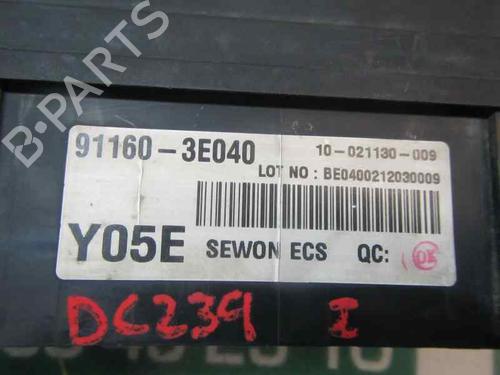 B-PARTS
91160-3E040
10-021130-009
LOT NO : BE0400212030009
Y05E
SEWON ECS
QC:
OK
DC239 I